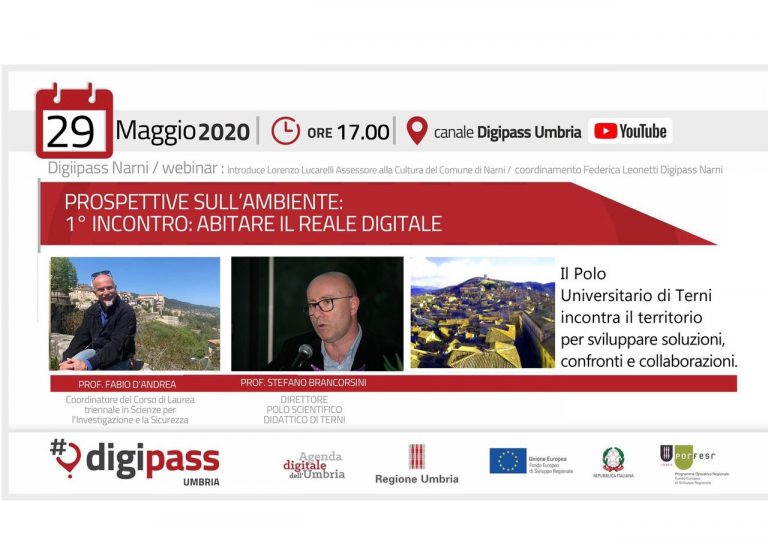 29 Maggio 2020 ORE 17.00 canale Digipass Umbria YouTube
Digiipass Narni / webinar : introduce Lorenzo Lucarelli Assessore alla Cultura del Comune di Narni / coordinamento Federica Leonetti Digipass Narni
PROSPETTIVE SULL'AMBIENTE:
1° INCONTRO: ABITARE IL REALE DIGITALE
Il Polo
Universitario di Terni
incontra il territorio
per sviluppare soluzioni,
confronti e collaborazioni.
PROF. FABIO D'ANDREA
Coordinatore del Corso di Laurea
triennale in Scienze per
l'Investigazione e la Sicurezza
PROF. STEFANO BRANCORSINI
DIRETTORE
POLO SCIENTIFICO
DIDATTICO DI TERNI
#digipass
UMBRIA
Agenda
digitale
dell'Umbria
Regione Umbria
Unione Europea
Fondo Europeo
di Sviluppo Regionale
REPUBBLICA ITALIANA
porfesr
Programma Operativo Regionale
Fondo Europeo
di Sviluppo Regionale